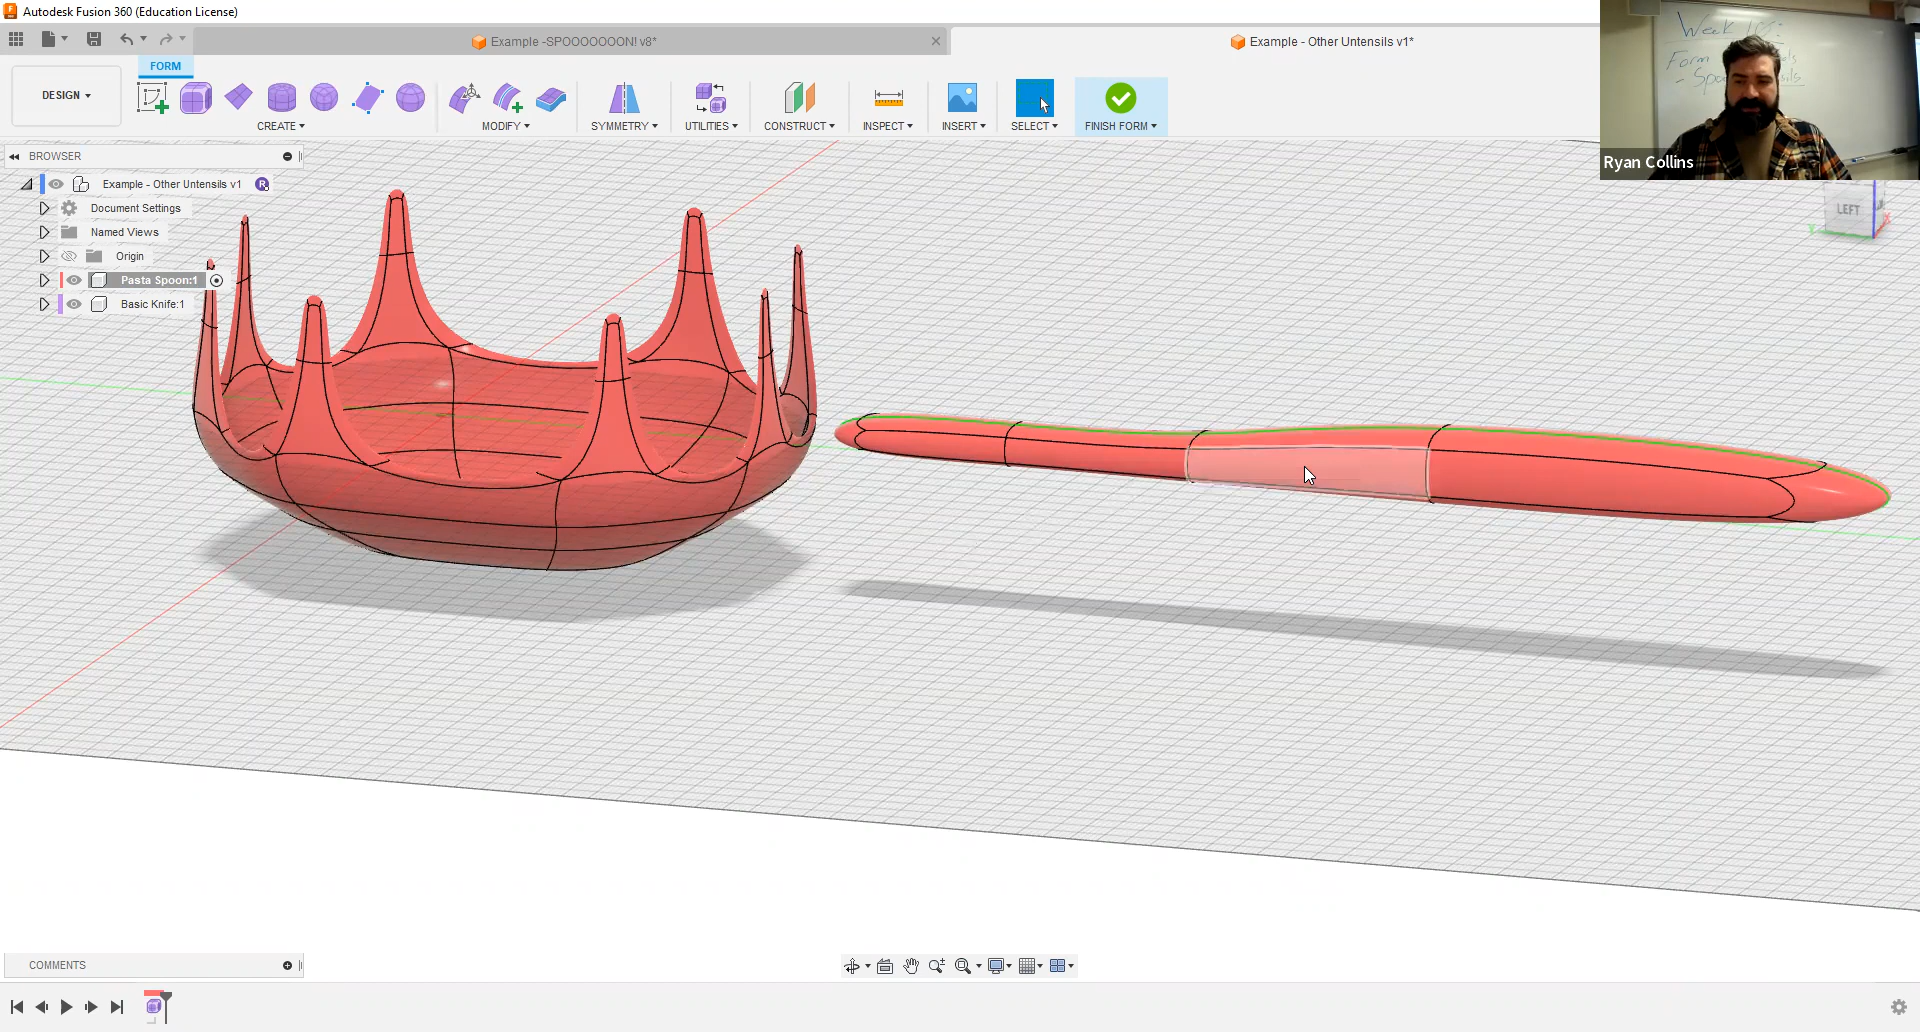 Autodesk Fusion 360 (Education License)
Example -SPOOOOOOON! v8*
Example - Other Untensils v1*
FORM
DESIGN
CREATE
MODIFY
SYMMETRY
UTILITIES
CONSTRUCT
INSPECT
INSERT
SELECT
FINISH FORM
Week 10:
Form
Ryan Collins
LEFT
BROWSER
Example - Other Untensils v1
Document Settings
Named Views
Origin
Pasta Spoon:1
Basic Knife:1
COMMENTS